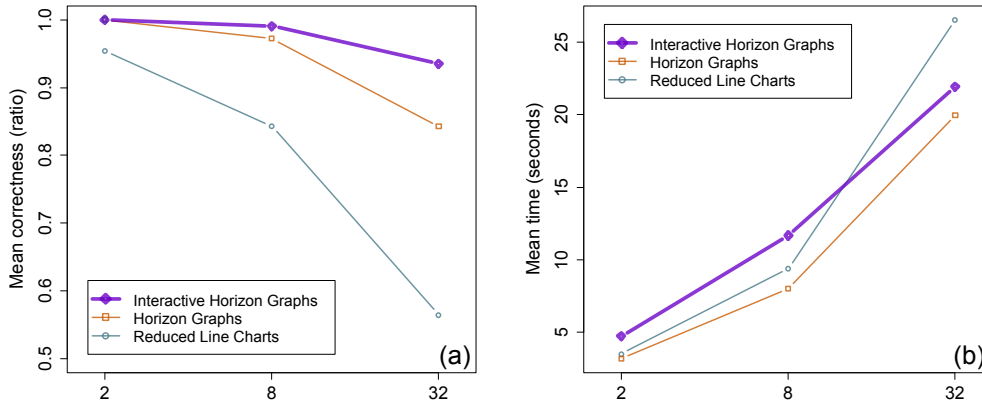 Mean correctness (ratio)
1.0
0.9
0.8
0.7
0.6
0.5
Interactive Horizon Graphs
Horizon Graphs
Reduced Line Charts
(a)
2 8 32
Mean time (seconds)
25
20
15
10
5
Interactive Horizon Graphs
Horizon Graphs
Reduced Line Charts
(b)
2 8 32